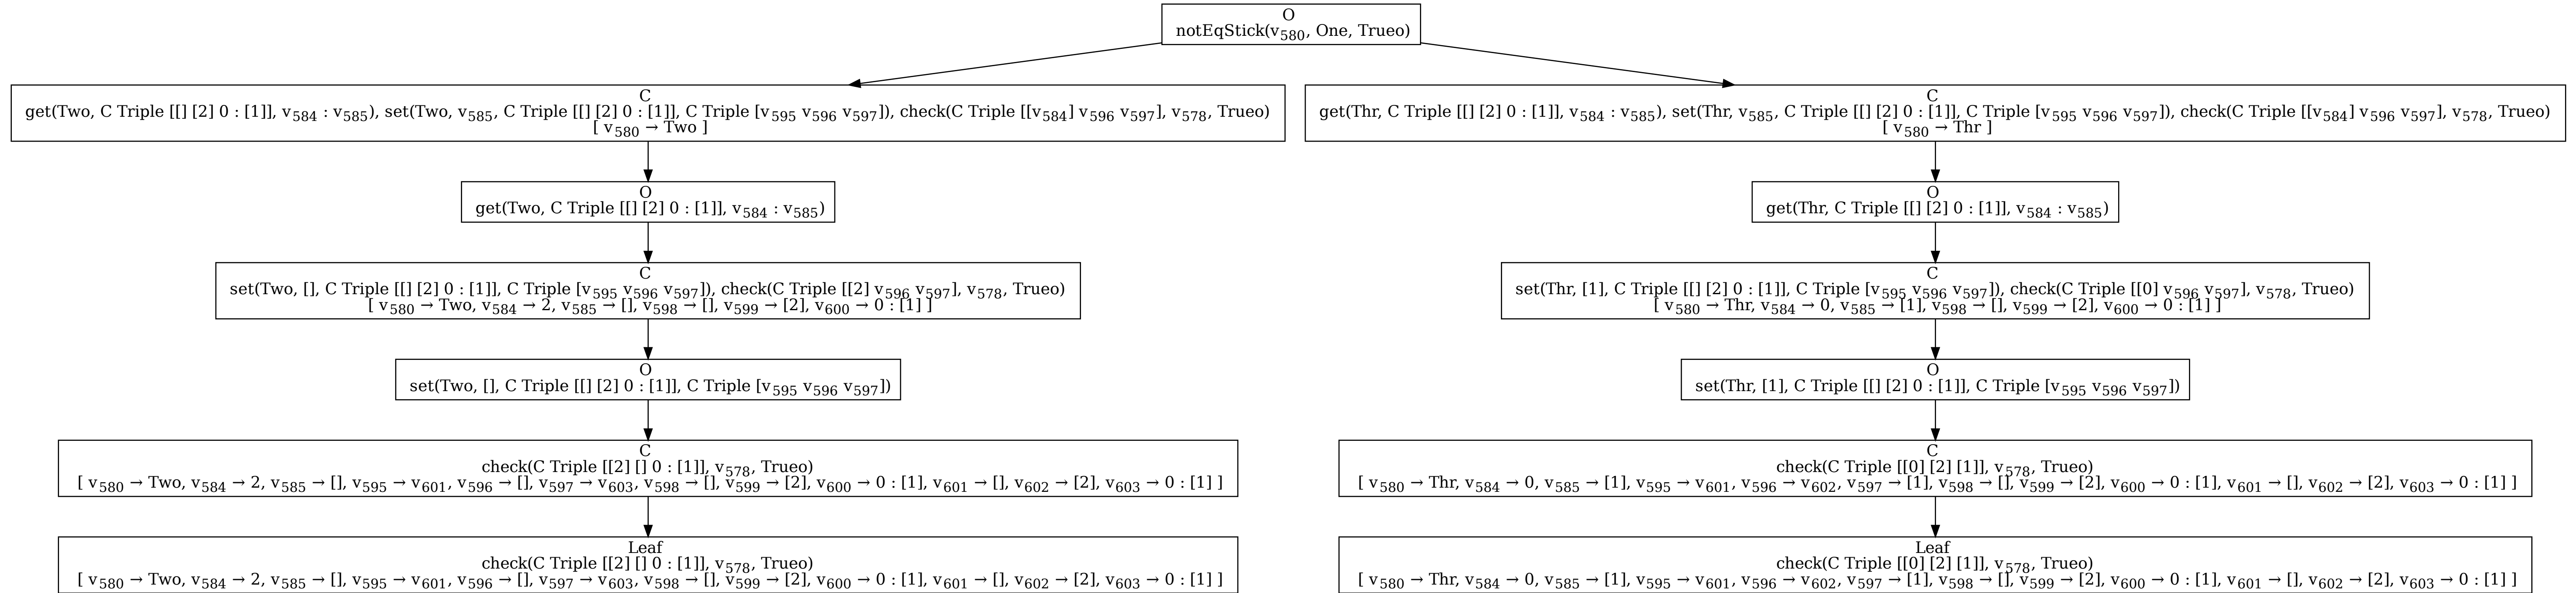 O
notEqStick(v580, One, Trueo)
C
get(Two, C Triple [[] [2] 0 : [1]], v584 : v585), set(Two, v585, C Triple [[] [2] 0 : [1]], C Triple [v595 v596 v597]), check(C Triple [[v584] v596 v597], v578, Trueo)
[ v580 → Two ]
C
get(Thr, C Triple [[] [2] 0 : [1]], v584 : v585), set(Thr, v585, C Triple [[] [2] 0 : [1]], C Triple [v595 v596 v597]), check(C Triple [[v584] v596 v597], v578, Trueo)
[ v580 → Thr ]
O
get(Two, C Triple [[] [2] 0 : [1]], v584 : v585)
O
get(Thr, C Triple [[] [2] 0 : [1]], v584 : v585)
C
set(Two, [], C Triple [[] [2] 0 : [1]], C Triple [v595 v596 v597]), check(C Triple [[2] v596 v597], v578, Trueo)
[ v580 → Two, v584 → 2, v585 → [], v598 → [], v599 → [2], v600 → 0 : [1] ]
C
set(Thr, [1], C Triple [[] [2] 0 : [1]], C Triple [v595 v596 v597]), check(C Triple [[0] v596 v597], v578, Trueo)
[ v580 → Thr, v584 → 0, v585 → [1], v598 → [], v599 → [2], v600 → 0 : [1] ]
O
set(Two, [], C Triple [[] [2] 0 : [1]], C Triple [v595 v596 v597])
O
set(Thr, [1], C Triple [[] [2] 0 : [1]], C Triple [v595 v596 v597])
C
check(C Triple [[2] [] 0 : [1]], v578, Trueo)
[ v580 → Two, v584 → 2, v585 → [], v595 → v601, v596 → [], v597 → v603, v598 → [], v599 → [2], v600 → 0 : [1], v601 → [], v602 → [2], v603 → 0 : [1] ]
C
check(C Triple [[0] [2] [1]], v578, Trueo)
[ v580 → Thr, v584 → 0, v585 → [1], v595 → v601, v596 → v602, v597 → [1], v598 → [], v599 → [2], v600 → 0 : [1], v601 → [], v602 → [2], v603 → 0 : [1] ]
Leaf
check(C Triple [[2] [] 0 : [1]], v578, Trueo)
[ v580 → Two, v584 → 2, v585 → [], v595 → v601, v596 → [], v597 → v603, v598 → [], v599 → [2], v600 → 0 : [1], v601 → [], v602 → [2], v603 → 0 : [1] ]
Leaf
check(C Triple [[0] [2] [1]], v578, Trueo)
[ v580 → Thr, v584 → 0, v585 → [1], v595 → v601, v596 → v602, v597 → [1], v598 → [], v599 → [2], v600 → 0 : [1], v601 → [], v602 → [2], v603 → 0 : [1] ]